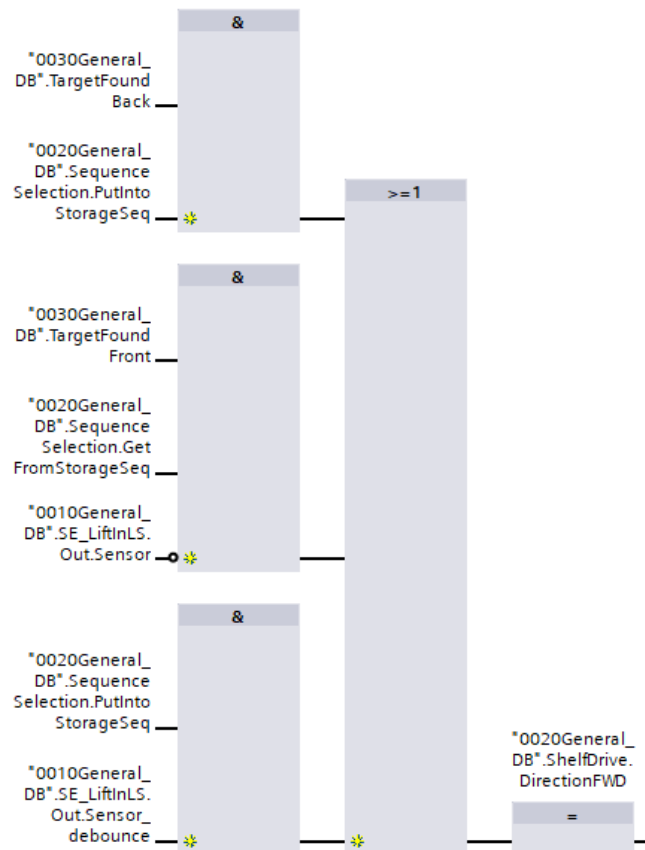 &
"0030General_
DB".TargetFound
Back
"0020General_
DB".Sequence
Selection.PutInto
StorageSeq
>=1
&
"0030General_
DB".TargetFound
Front
"0020General_
DB".Sequence
Selection.Get
FromStorageSeq
"0010General_
DB".SE_LiftInLS.
Out.Sensor
&
"0020General_
DB".Sequence
Selection.PutInto
StorageSeq
"0010General_
DB".SE_LiftInLS.
Out.Sensor_
debounce
"0020General_
DB".ShelfDrive.
DirectionFWD
=